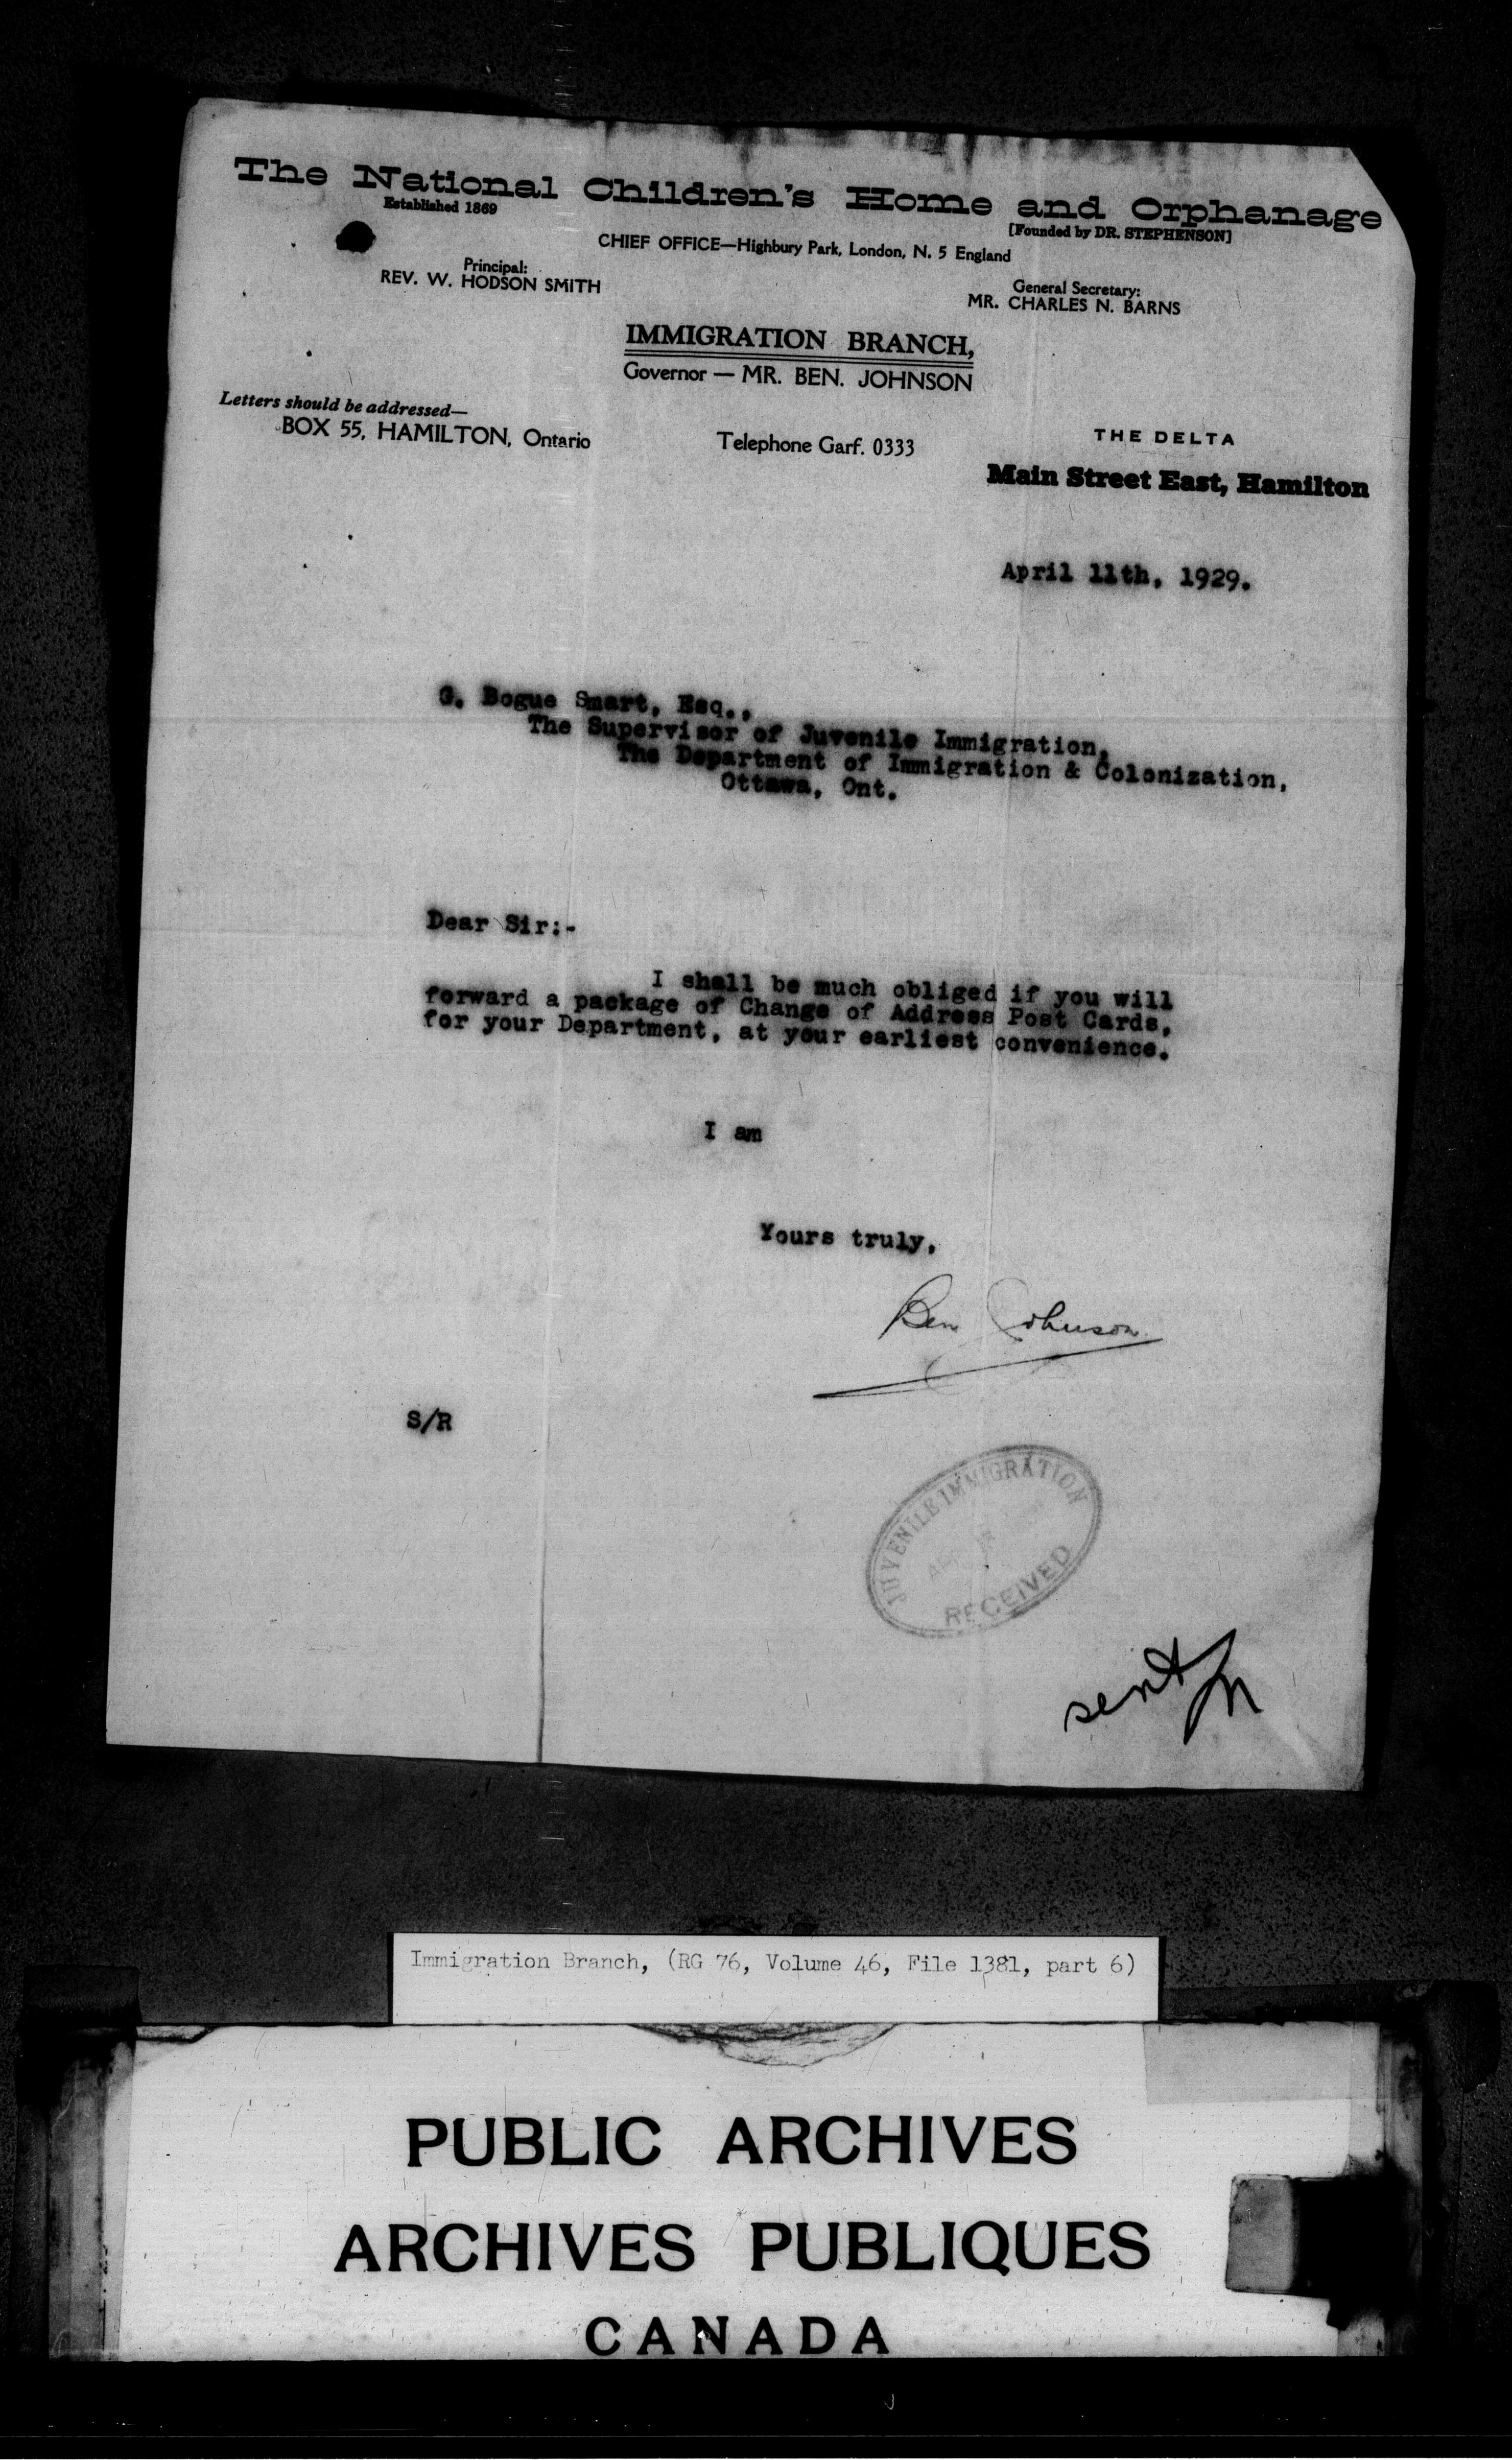 The National Children's Home and Orphanage
Established 1869
[Founded by DR. STEPHENSON]
CHIEF OFFICE—Highbury Park, London, N. 5 England
Principal:
REV. W. HODSON SMITH
General Secretary:
MR. CHARLES N. BARNS
IMMIGRATION BRANCH,
Governor — MR. BEN. JOHNSON
Letters should be addressed—
BOX 55, HAMILTON, Ontario
Telephone Garf. 0333
THE DELTA
Main Street East, Hamilton
April 11th, 1929.
G. Bogue Smart, Esq.,
The Supervisor of Juvenile Immigration,
The Department of Immigration & Colonization,
Ottawa, Ont.
Dear Sir:-
I shall be much obliged if you will
forward a package of Change of Address Post Cards,
for your Department, at your earliest convenience.
I am
Yours truly,
Ben Johnson
S/R
JUVENILE IMMIGRATION
RECEIVED
sent
Immigration Branch, (RG 76, Volume 46, File 1381, part 6)
PUBLIC ARCHIVES
ARCHIVES PUBLIQUES
CANADA